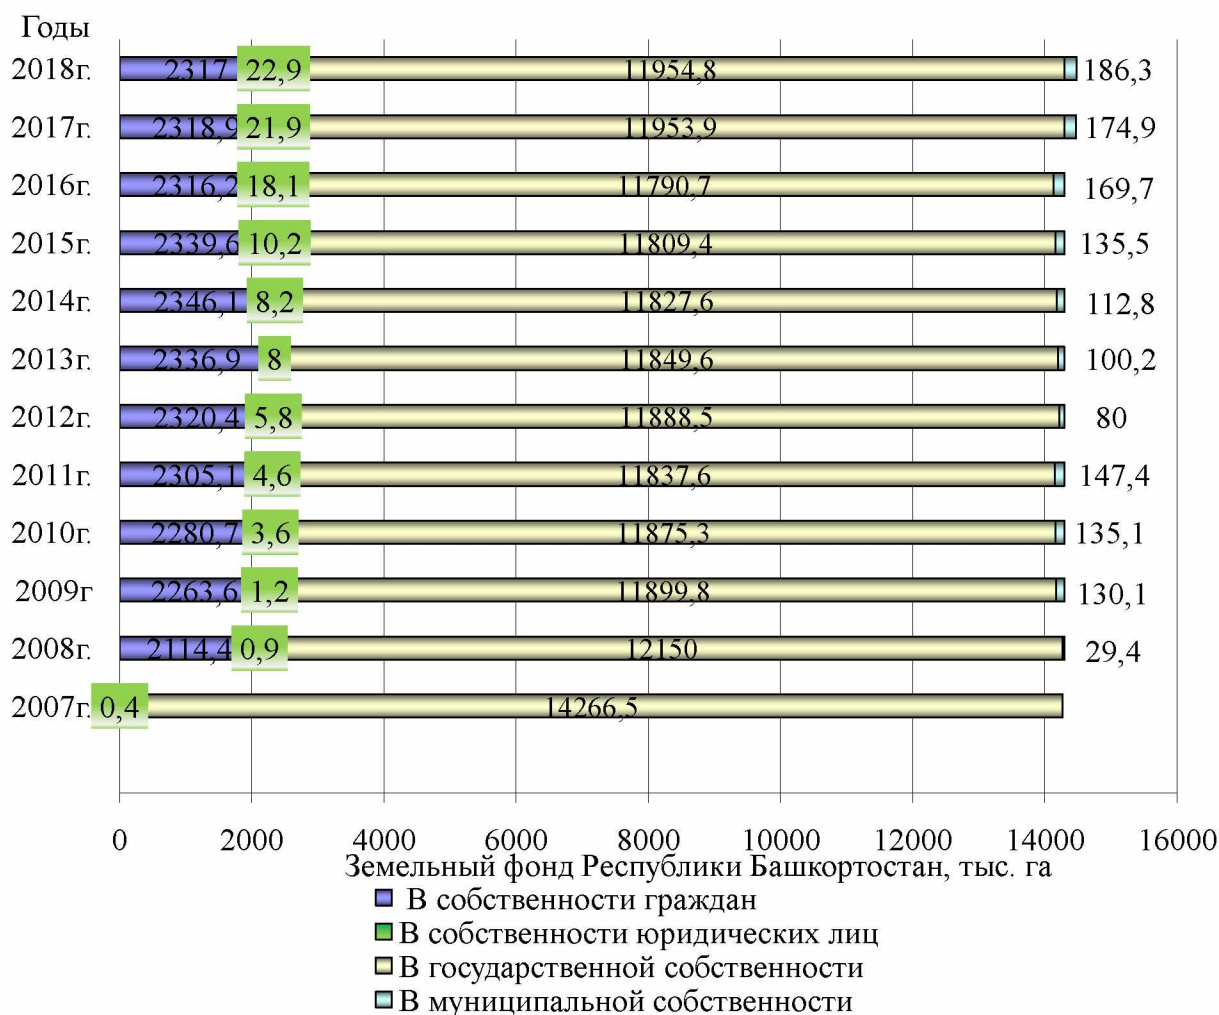 Годы
2018г. 2317 22,9 11954,8 186,3
2017г. 2318,9 21,9 11953,9 174,9
2016г. 2316,2 18,1 11790,7 169,7
2015г. 2339,6 10,2 11809,4 135,5
2014г. 2346,1 8,2 11827,6 112,8
2013г. 2336,9 8 11849,6 100,2
2012г. 2320,4 5,8 11888,5 80
2011г. 2305,1 4,6 11837,6 147,4
2010г. 2280,7 3,6 11875,3 135,1
2009г 2263,6 1,2 11899,8 130,1
2008г. 2114,4 0,9 12150 29,4
2007г. 0,4 14266,5
0 2000 4000 6000 8000 10000 12000 14000 16000
Земельный фонд Республики Башкортостан, тыс. га
В собственности граждан
В собственности юридических лиц
В государственной собственности
В муниципальной собственности